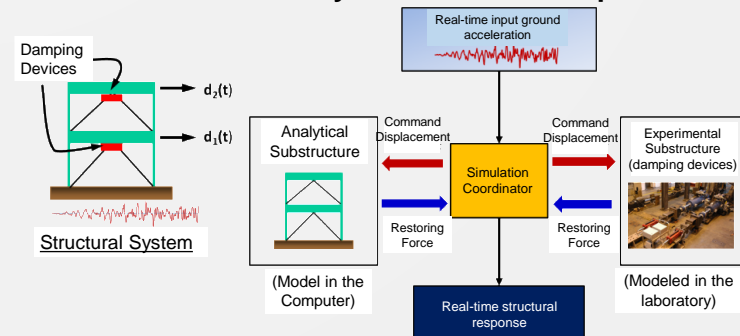 Real-time input ground
acceleration
Damping
Devices
d2(t)
d1(t)
Structural System
Analytical
Substructure
(Model in the
Computer)
Command
Displacement
Restoring
Force
Simulation
Coordinator
Command
Displacement
Restoring
Force
Experimental
Substructure
(damping devices)
(Modeled in the
laboratory)
Real-time structural
response